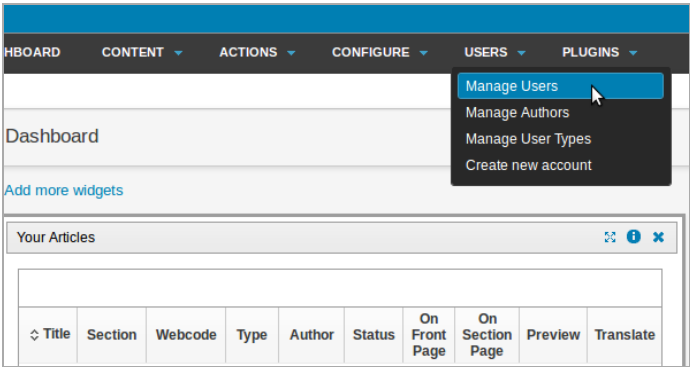 HBOARD CONTENT ACTIONS CONFIGURE USERS PLUGINS
Manage Users
Manage Authors
Manage User Types
Create new account
Dashboard
Add more widgets
Your Articles
Title Section Webcode Type Author Status On Front Page On Section Page Preview Translate